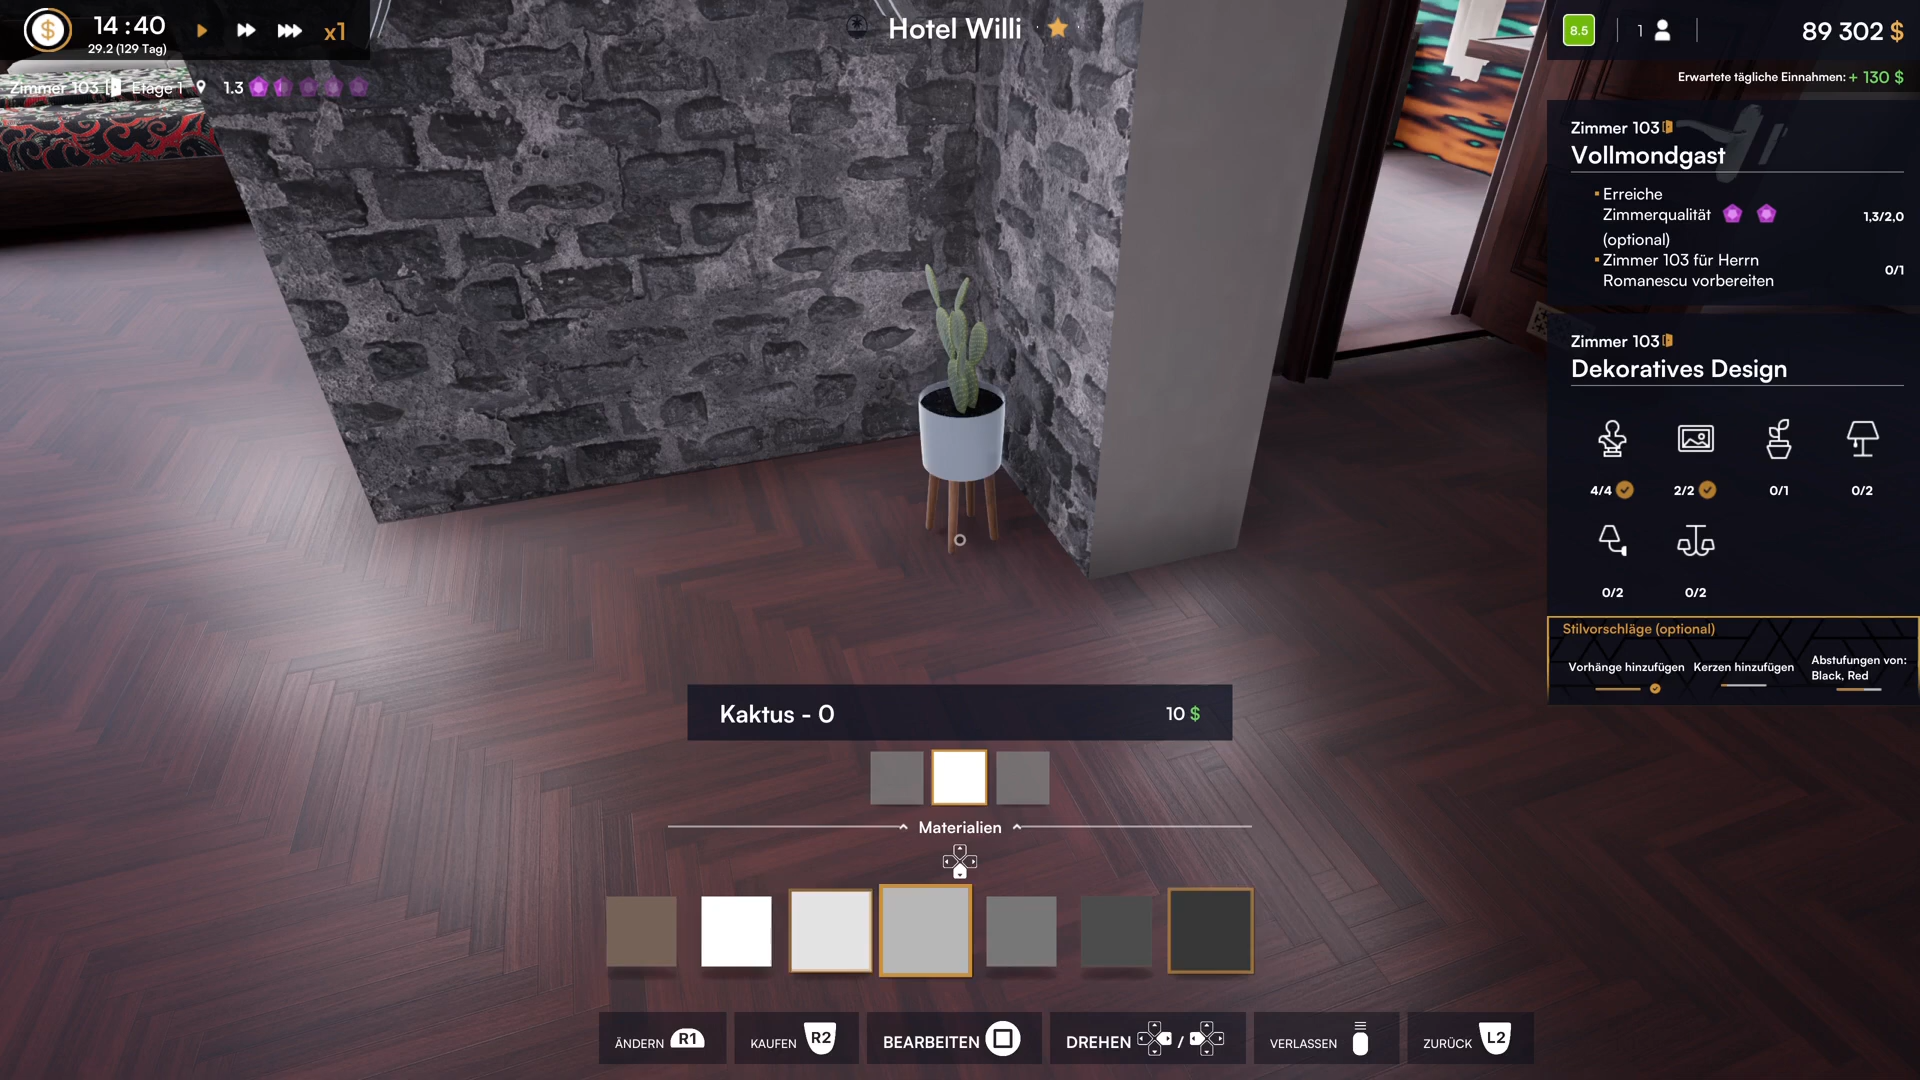 14:40
29.2 (129 Tag)
x1
Hotel Willi
8.5
1
89 302 $
Erwartete tägliche Einnahmen: + 130 $
Zimmer 103 Etage 1 1.3
Zimmer 103
Vollmondgast
Erreiche
Zimmerqualität
(optional)
1,3/2,0
Zimmer 103 für Herrn
Romanescu vorbereiten
0/1
Zimmer 103
Dekoratives Design
4/4 2/2 0/1 0/2
0/2 0/2
Stilvorschläge (optional)
Vorhänge hinzufügen Kerzen hinzufügen Abstufungen von:
Black, Red
Kaktus - 0 10 $
Materialien
ÄNDERN R1 KAUFEN R2 BEARBEITEN DREHEN / VERLASSEN ZURÜCK L2